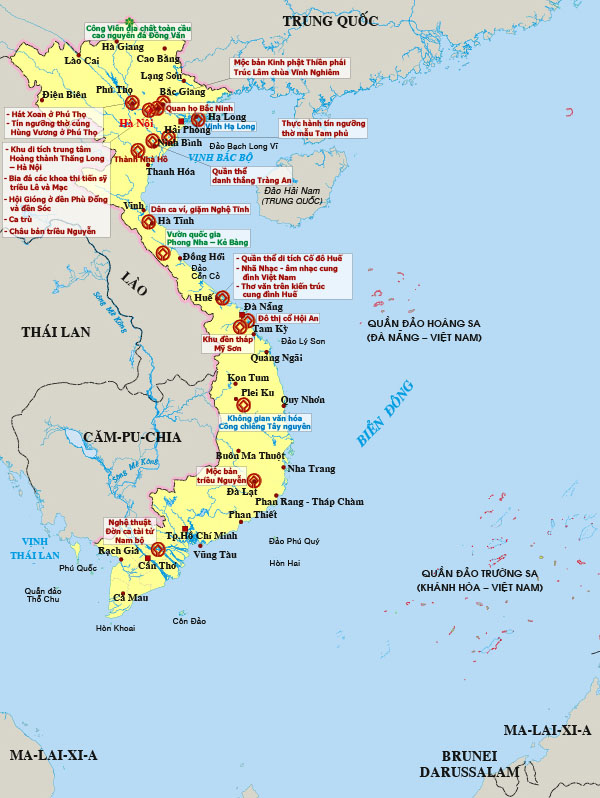 TRUNG QUỐC
Công Viên địa chất toàn cầu
cao nguyên đá Đồng Văn
Hà Giang
Lào Cai
Cao Bằng
Lạng Sơn
Mộc bản Kinh phật Thiền phái
Trúc Lâm chùa Vĩnh Nghiêm
Điện Biên
Phú Thọ
Bắc Giang
Quan họ Bắc Ninh
Hạ Long
- Hát Xoan ở Phú Thọ
- Tín ngưỡng thờ cúng
Hùng Vương ở Phú Thọ
Hà Nội
Hải Phòng
Vịnh Hạ Long
Thực hành tín ngưỡng
thờ mẫu Tam phủ
- Khu di tích trung tâm
Hoàng thành Thăng Long
– Hà Nội
- Bia đá các khoa thi tiến sỹ
triều Lê và Mạc
- Hội Gióng ở đền Phù Đổng
và đền Sóc
- Ca trù
- Châu bản triều Nguyễn
Ninh Bình
Đảo Bạch Long Vĩ
VỊNH BẮC BỘ
Thành Nhà Hồ
Thanh Hóa
Quần thể
danh thắng Tràng An
Đảo Hải Nam
(TRUNG QUỐC)
Vinh
Dân ca ví, giặm Nghệ Tĩnh
Hà Tĩnh
Vườn quốc gia
Phong Nha – Kẻ Bàng
Đồng Hới
Đảo
Cồn Cỏ
LÀO
Sông Mê Kông
- Quần thể di tích Cố đô Huế
- Nhã Nhạc - âm nhạc cung
đình Việt Nam
- Thơ văn trên kiến trúc
cung đình Huế
Huế
Đà Nẵng
Đô thị cổ Hội An
Tam Kỳ
THÁI LAN
QUẦN ĐẢO HOÀNG SA
(ĐÀ NẴNG – VIỆT NAM)
Khu đền tháp
Mỹ Sơn
Đảo Lý Sơn
Quảng Ngãi
Kon Tum
Plei Ku
Quy Nhơn
BIỂN ĐÔNG
Không gian văn hóa
Cồng chiêng Tây nguyên
CĂM-PU-CHIA
Sông Mê Kông
Buôn Ma Thuột
Nha Trang
Mộc bản
triều Nguyễn
Đà Lạt
Phan Rang - Tháp Chàm
Phan Thiết
Nghệ thuật
Đờn ca tài tử
Nam bộ
Tp.Hồ Chí Minh
Đảo Phú Quý
VỊNH
THÁI LAN
Rạch Giá
Vũng Tàu
Hòn Hải
Phú Quốc
Cần Thơ
QUẦN ĐẢO TRƯỜNG SA
(KHÁNH HÒA – VIỆT NAM)
Quần đảo
Thổ Chu
Cà Mau
Côn Đảo
Hòn Khoai
MA-LAI-XI-A
MA-LAI-XI-A
BRUNEI
DARUSSALAM